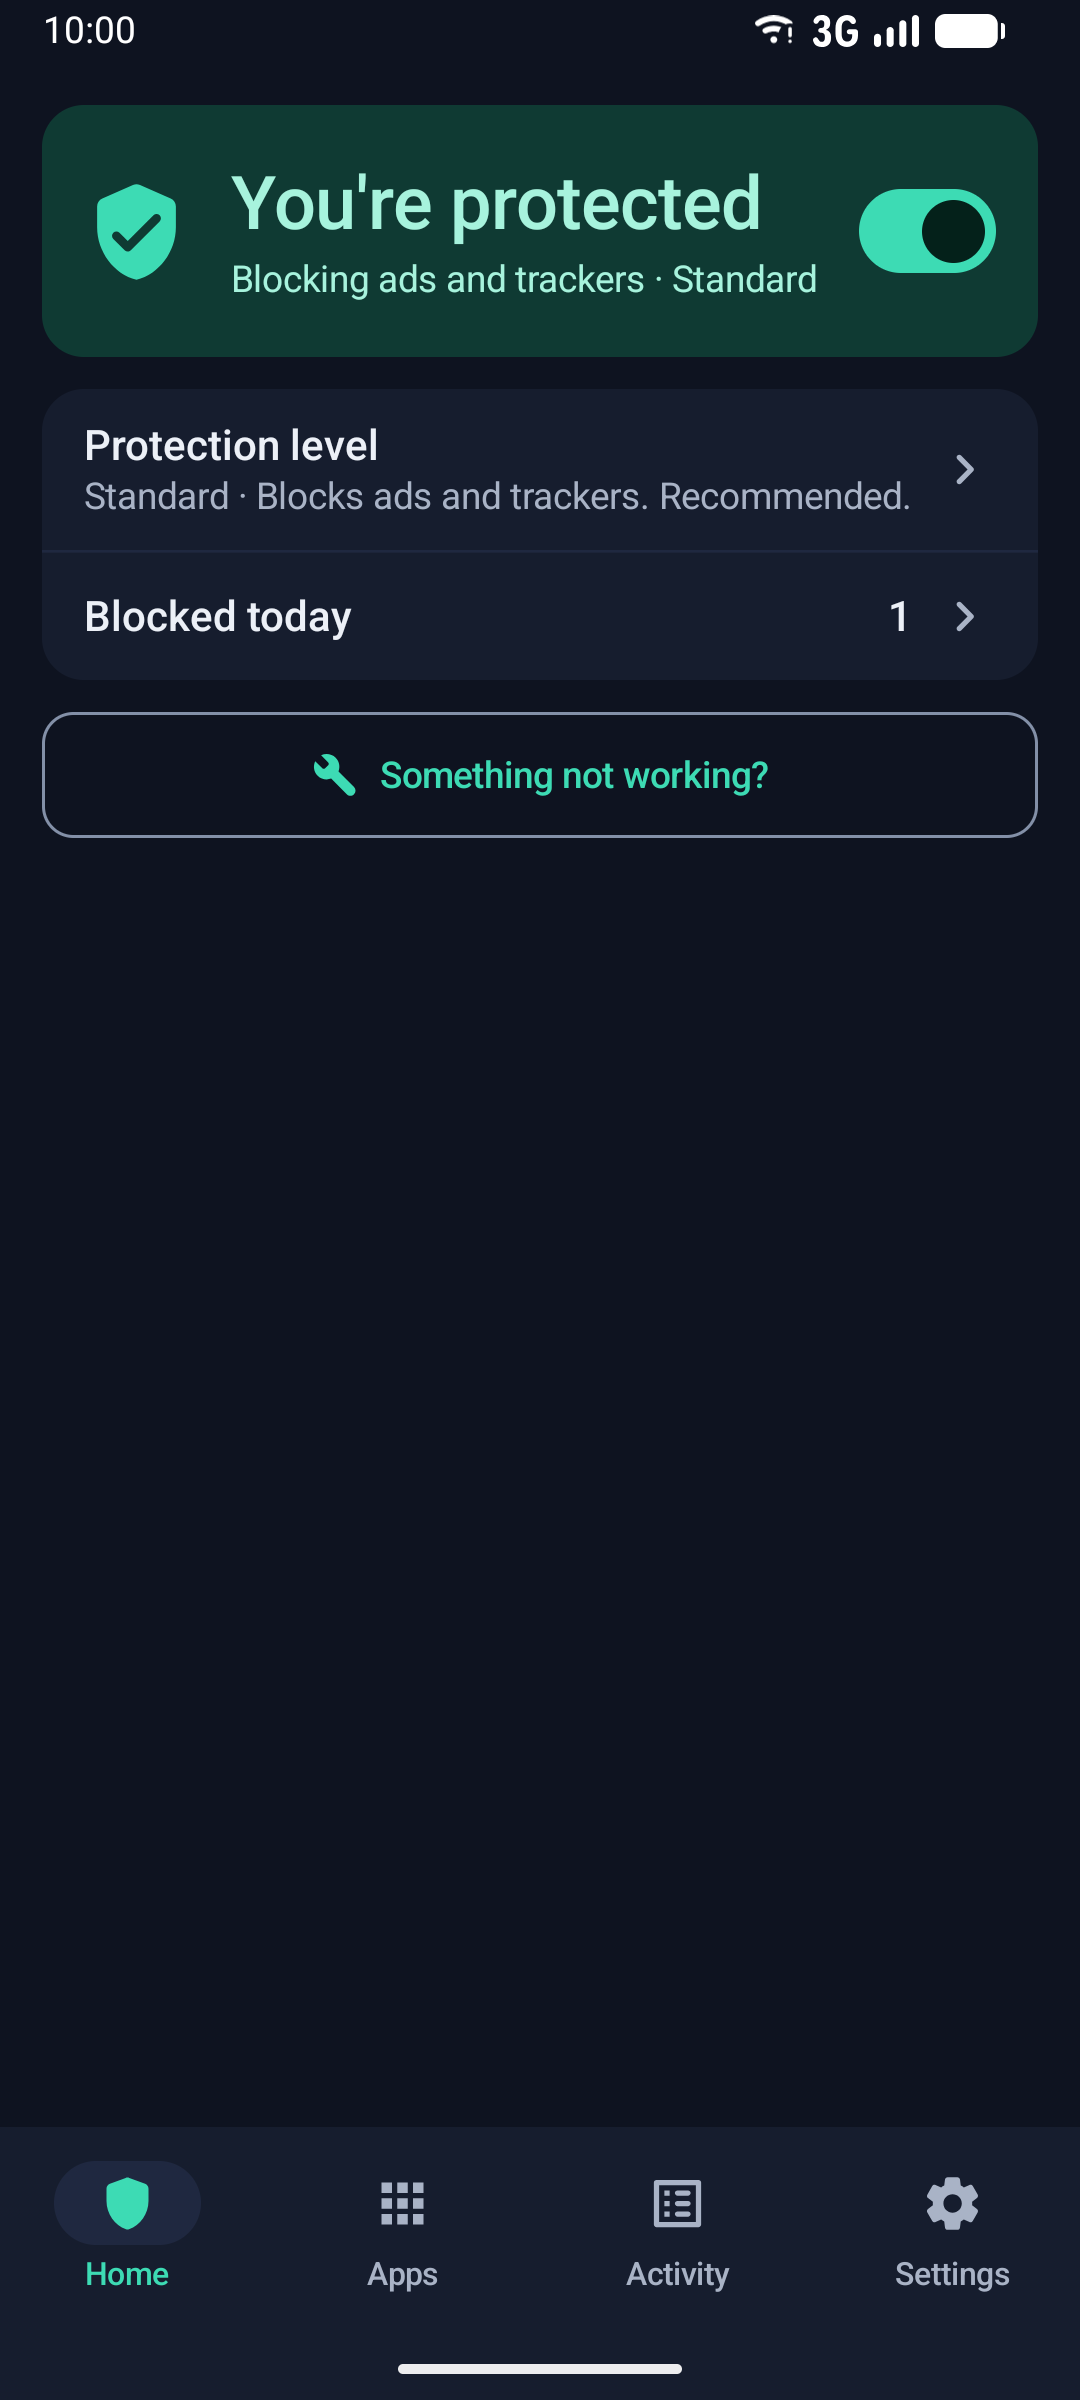 10:00
3G
You're protected
Blocking ads and trackers · Standard
Protection level
Standard · Blocks ads and trackers. Recommended.
Blocked today
1
Something not working?
Home
Apps
Activity
Settings